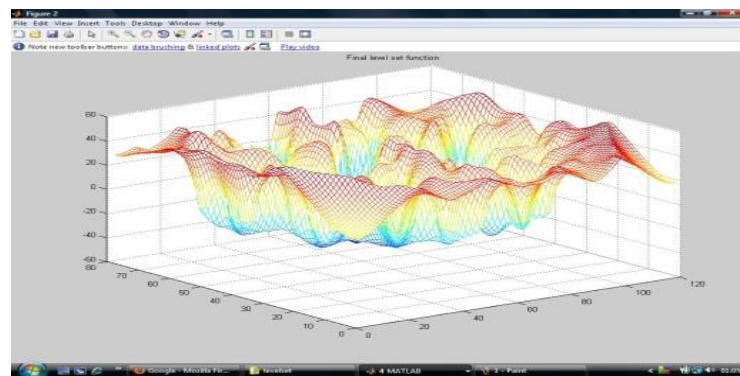 Figure 2
File Edit View Insert Tools Desktop Window Help
Note new toolbar buttons: data brushing & linked plots Play video
Final level set function
60
40
20
0
-20
-40
-60
80
70
60
50
40
30
20
10
0
0
20
40
60
80
100
120
Google - Mozilla Fir...
levelset
4 MATLAB
1 - Paint